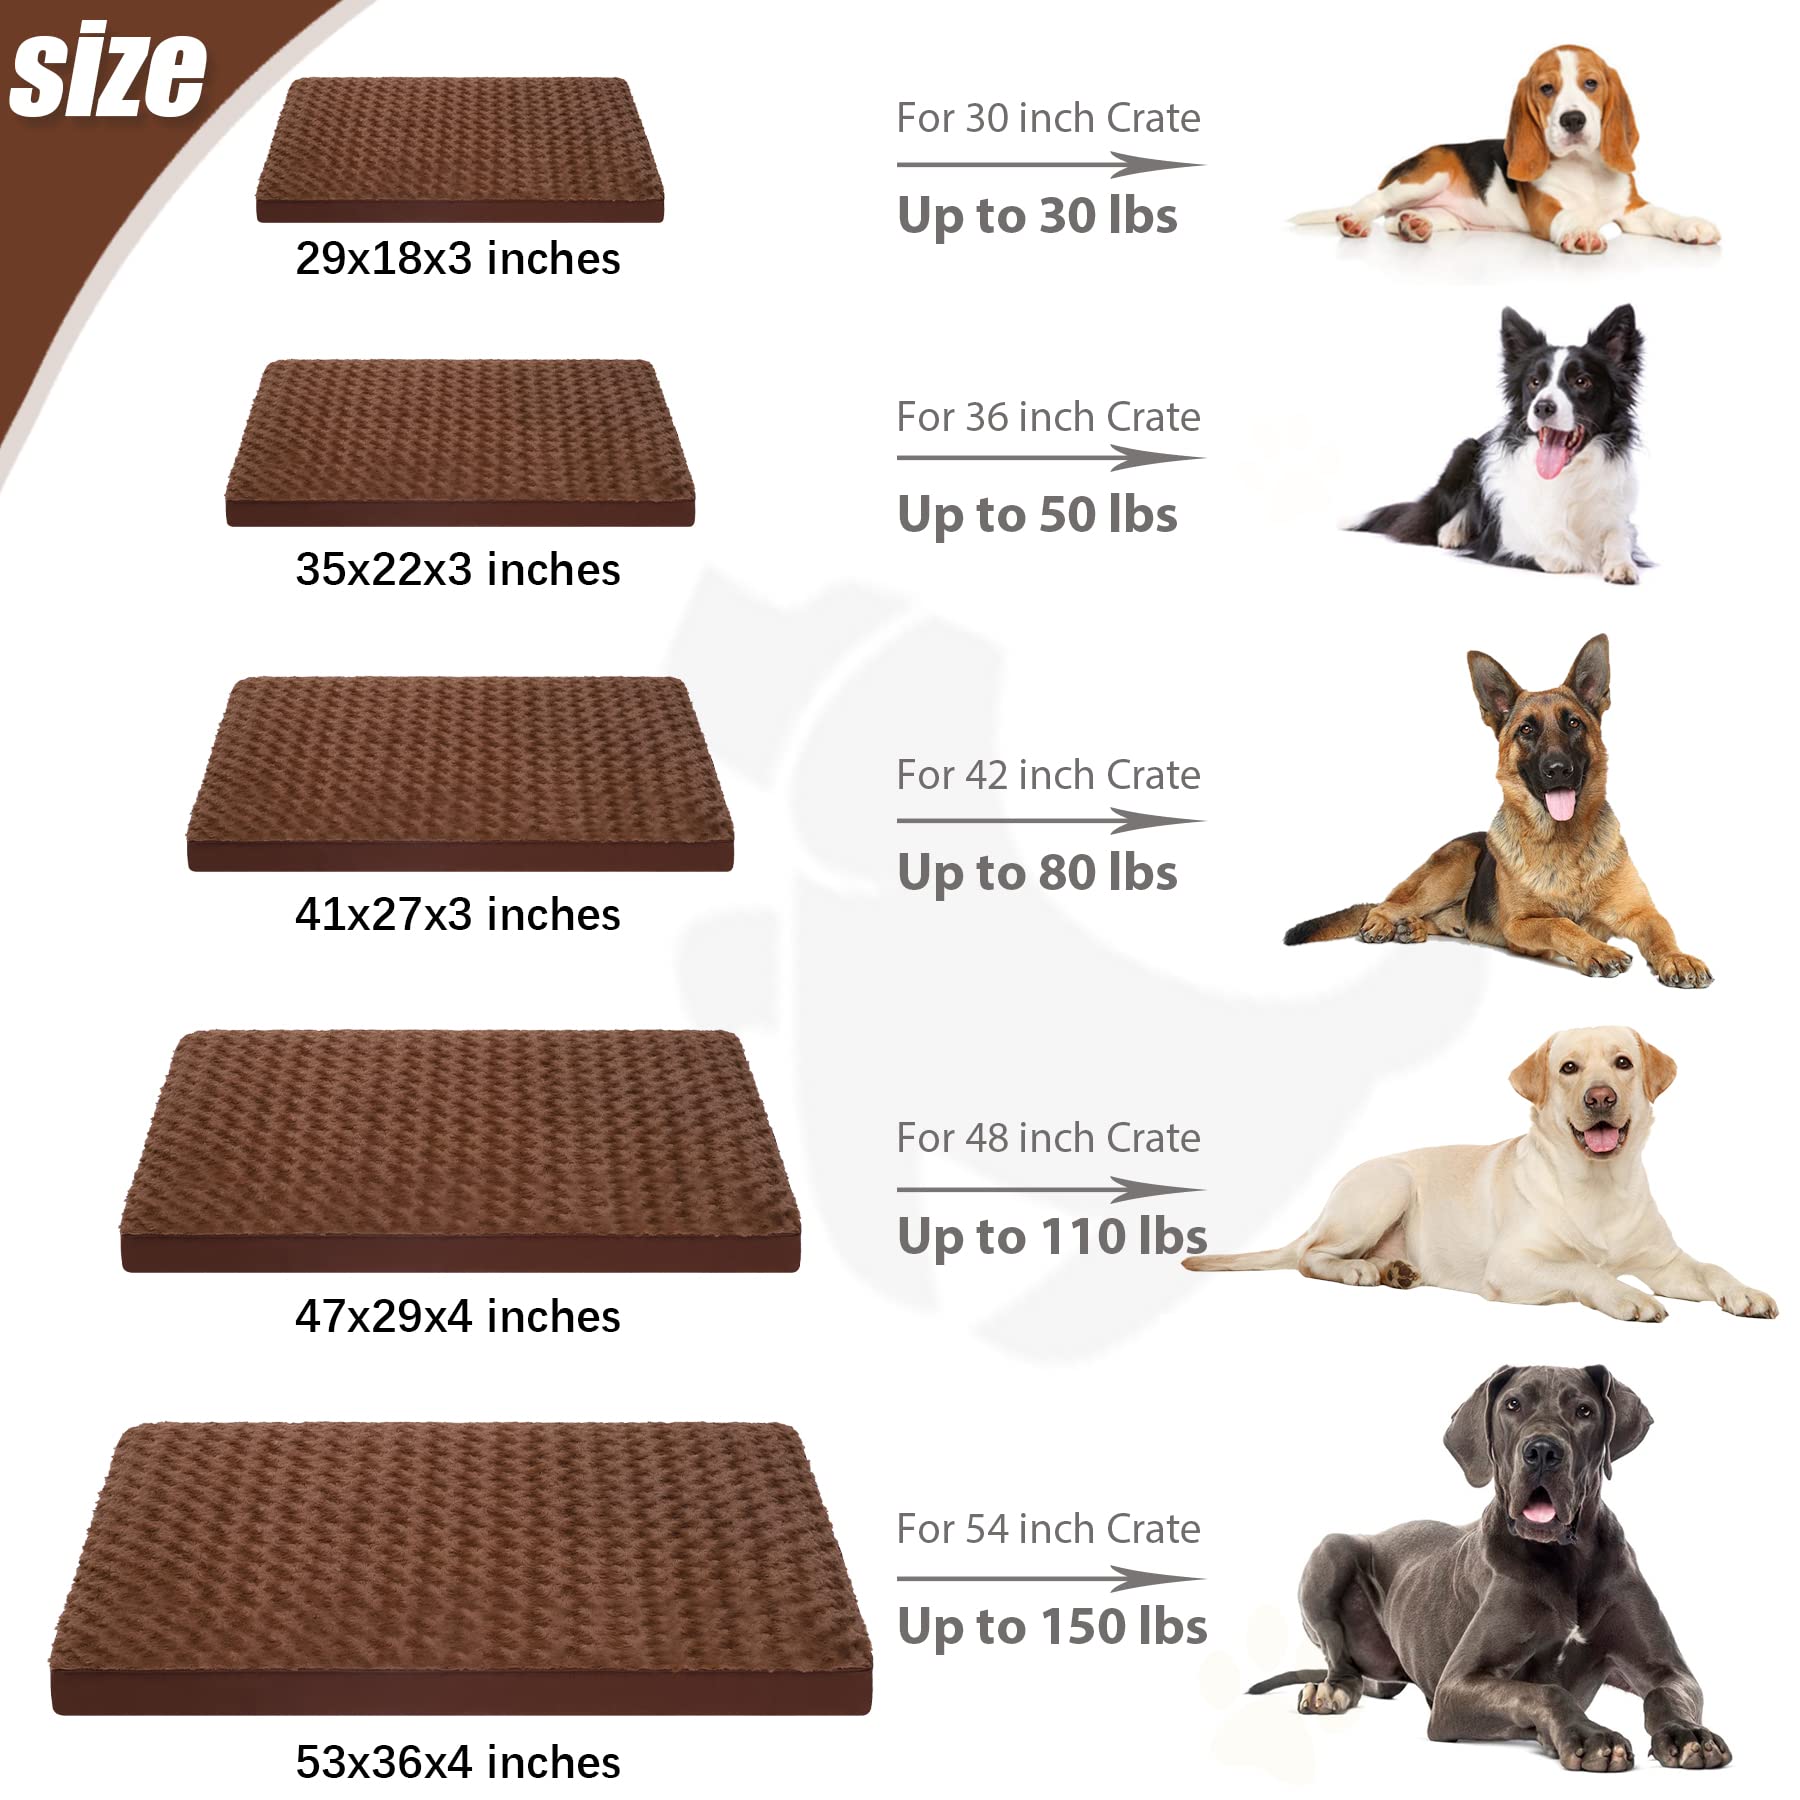 size
For 30 inch Crate
Up to 30 lbs
29x18x3 inches
For 36 inch Crate
Up to 50 lbs
35x22x3 inches
For 42 inch Crate
Up to 80 lbs
41x27x3 inches
For 48 inch Crate
Up to 110 lbs
47x29x4 inches
For 54 inch Crate
Up to 150 lbs
53x36x4 inches